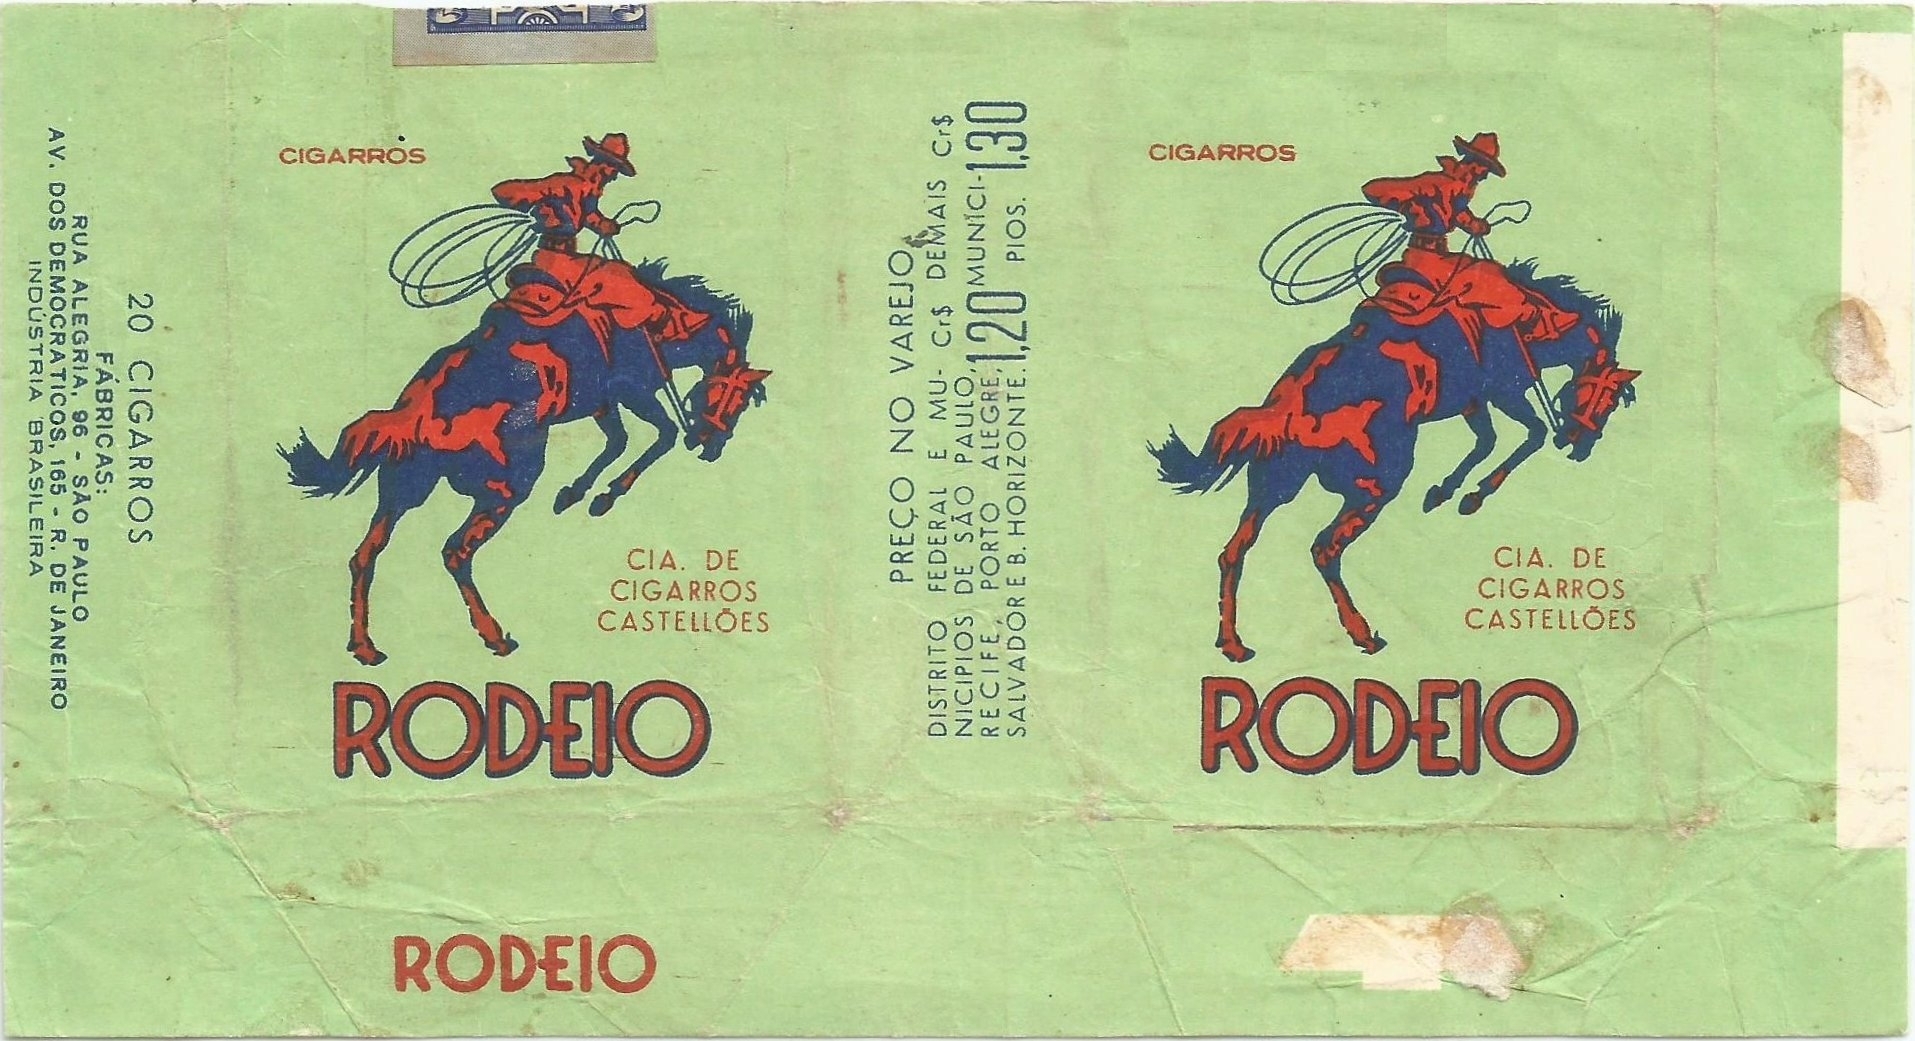 20 CIGARROS
FÁBRICAS:
RUA ALEGRIA, 96 - SÃO PAULO
AV. DOS DEMOCRATICOS, 165 - R. DE JANEIRO
INDÚSTRIA BRASILEIRA
CIGARROS
CIA. DE
CIGARROS
CASTELLÕES
RODEIO
RODEIO
PREÇO NO VAREJO
DISTRITO FEDERAL E MU- Cr$ DEMAIS Cr$
NICIPIOS DE SÃO PAULO, 1,20 MUNICI- 1,30
RECIFE, PORTO ALEGRE, PIOS.
SALVADOR E B. HORIZONTE.
CIGARROS
CIA. DE
CIGARROS
CASTELLÕES
RODEIO